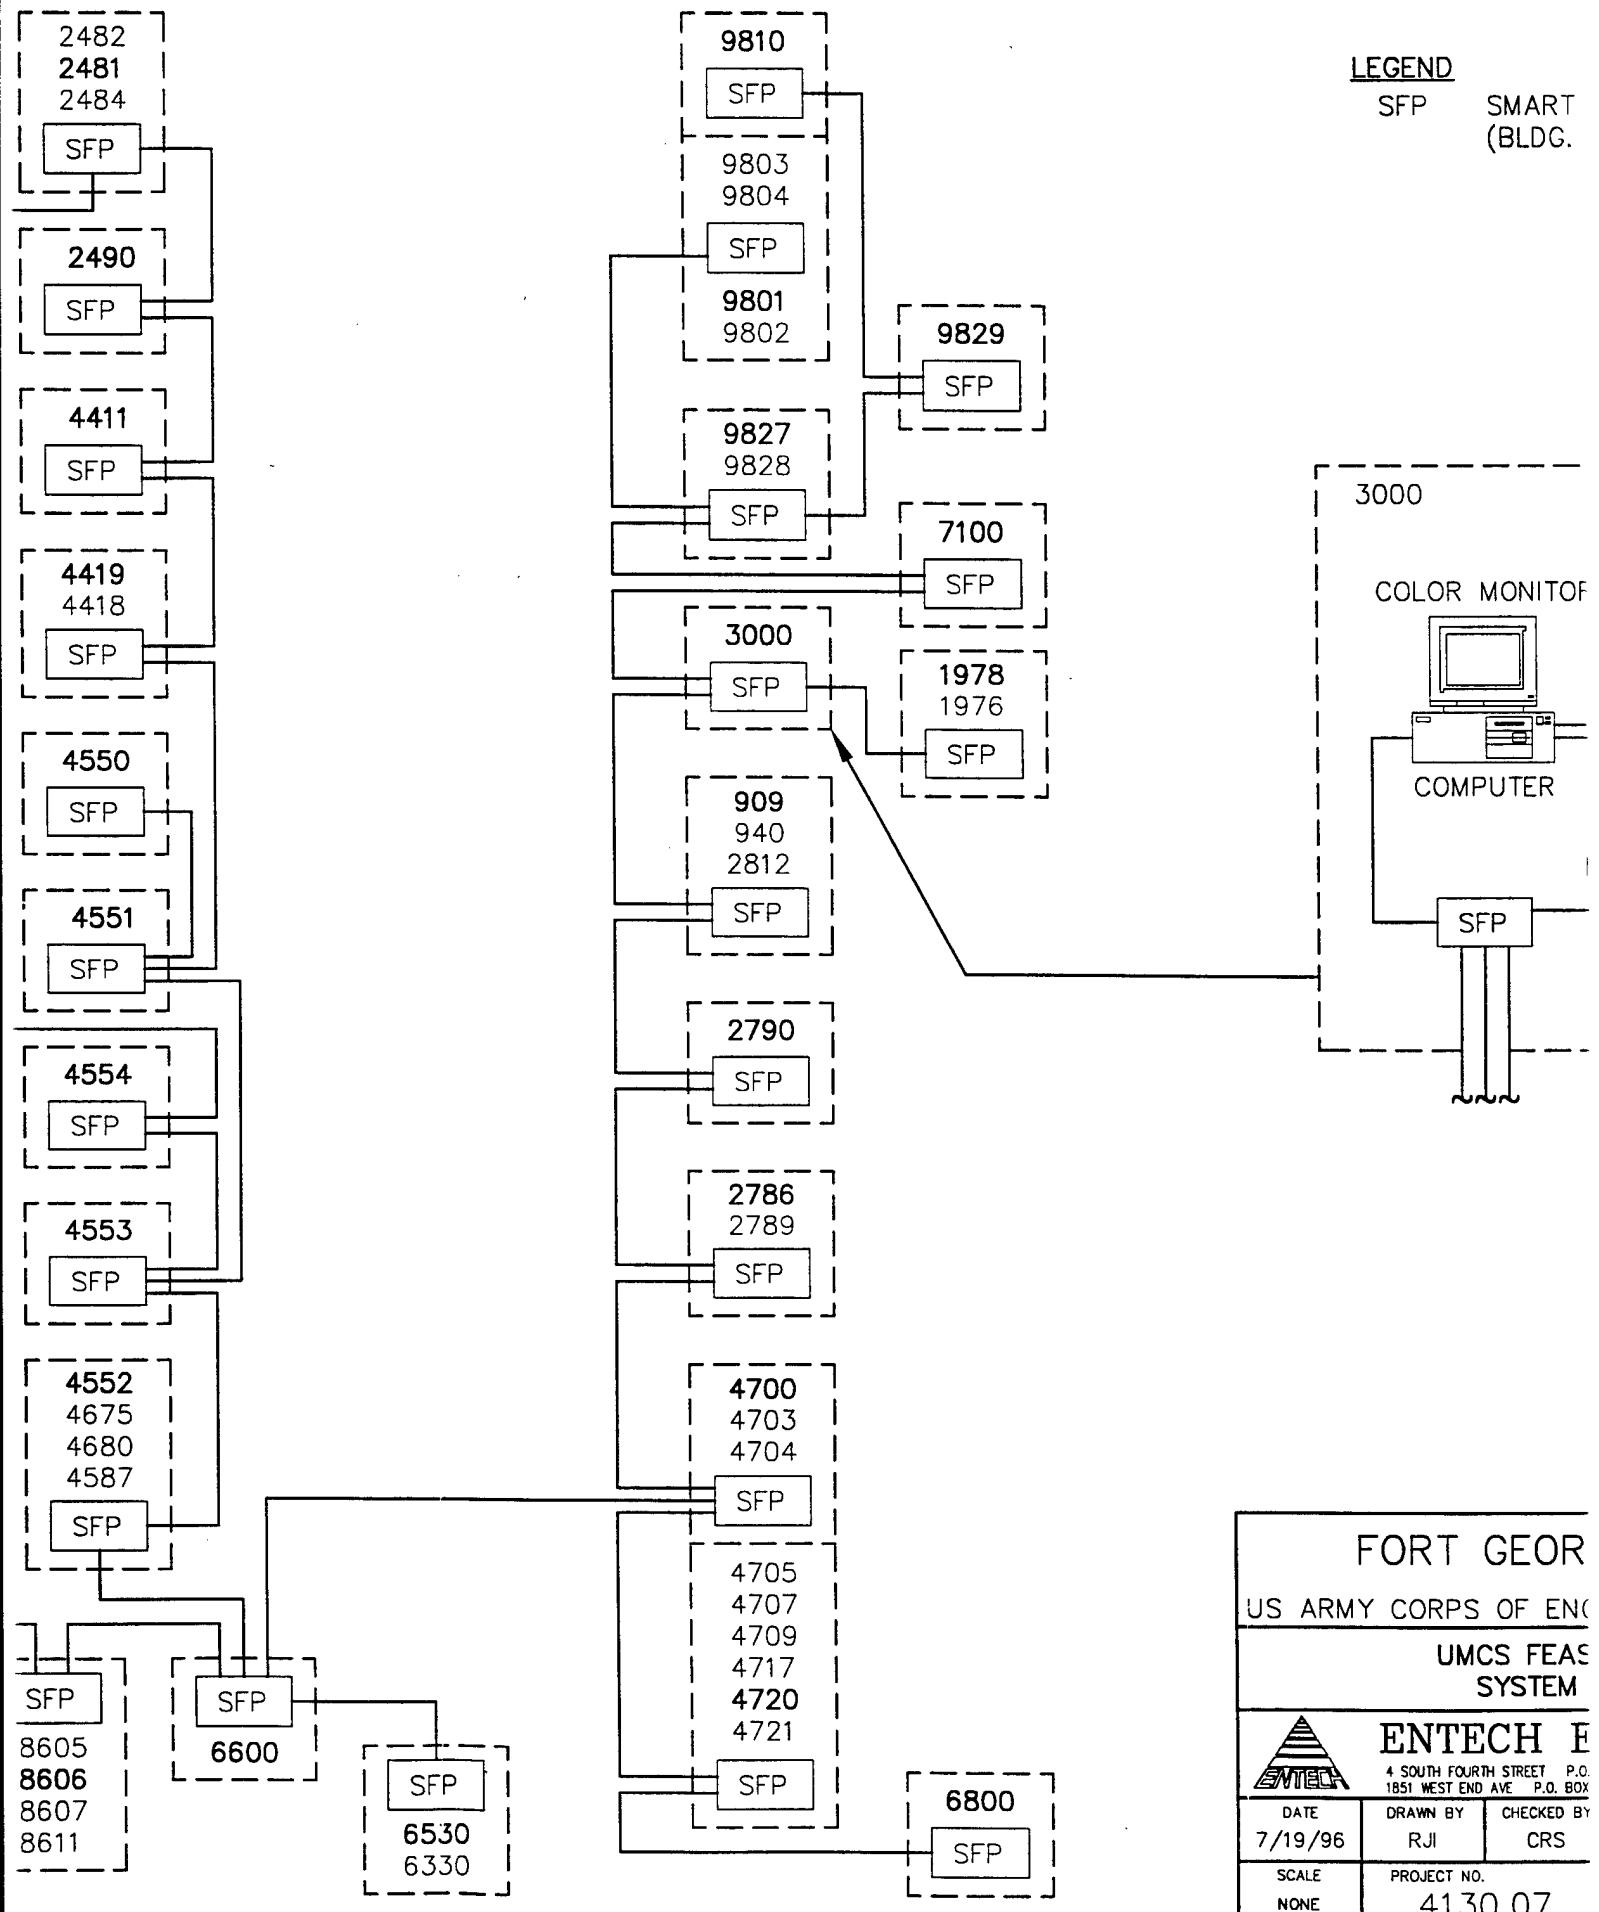 2482
2481
2484
SFP
2490
SFP
4411
SFP
4419
4418
SFP
4550
SFP
4551
SFP
4554
SFP
4553
SFP
4552
4675
4680
4587
SFP
SFP
8605
8606
8607
8611
SFP
6600
SFP
6530
6330
9810
SFP
9803
9804
SFP
9801
9802
9829
SFP
9827
9828
SFP
7100
SFP
3000
SFP
1978
1976
SFP
909
940
2812
SFP
2790
SFP
2786
2789
SFP
4700
4703
4704
SFP
4705
4707
4709
4717
4720
4721
SFP
6800
SFP
LEGEND
SFP SMART
(BLDG.
3000
COLOR MONITOR
COMPUTER
SFP
FORT GEOR
US ARMY CORPS OF ENG
UMCS FEAS
SYSTEM
ENTECH
ENTECH E
4 SOUTH FOURTH STREET P.O.
1851 WEST END AVE P.O. BOX
DATE DRAWN BY CHECKED BY
7/19/96 RJI CRS
SCALE PROJECT NO.
NONE 4130.07